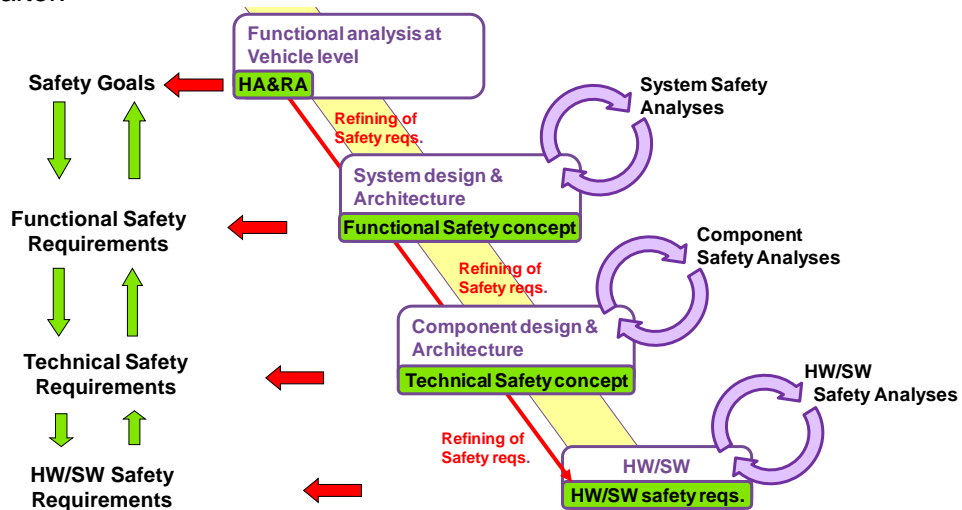 Functional analysis at
Vehicle level
HA&RA
Safety Goals
System Safety
Analyses
Refining of
Safety reqs.
System design &
Architecture
Functional Safety concept
Functional Safety
Requirements
Component
Safety Analyses
Refining of
Safety reqs.
Component design &
Architecture
Technical Safety concept
Technical Safety
Requirements
HW/SW
Safety Analyses
Refining of
Safety reqs.
HW/SW
HW/SW safety reqs.
HW/SW Safety
Requirements